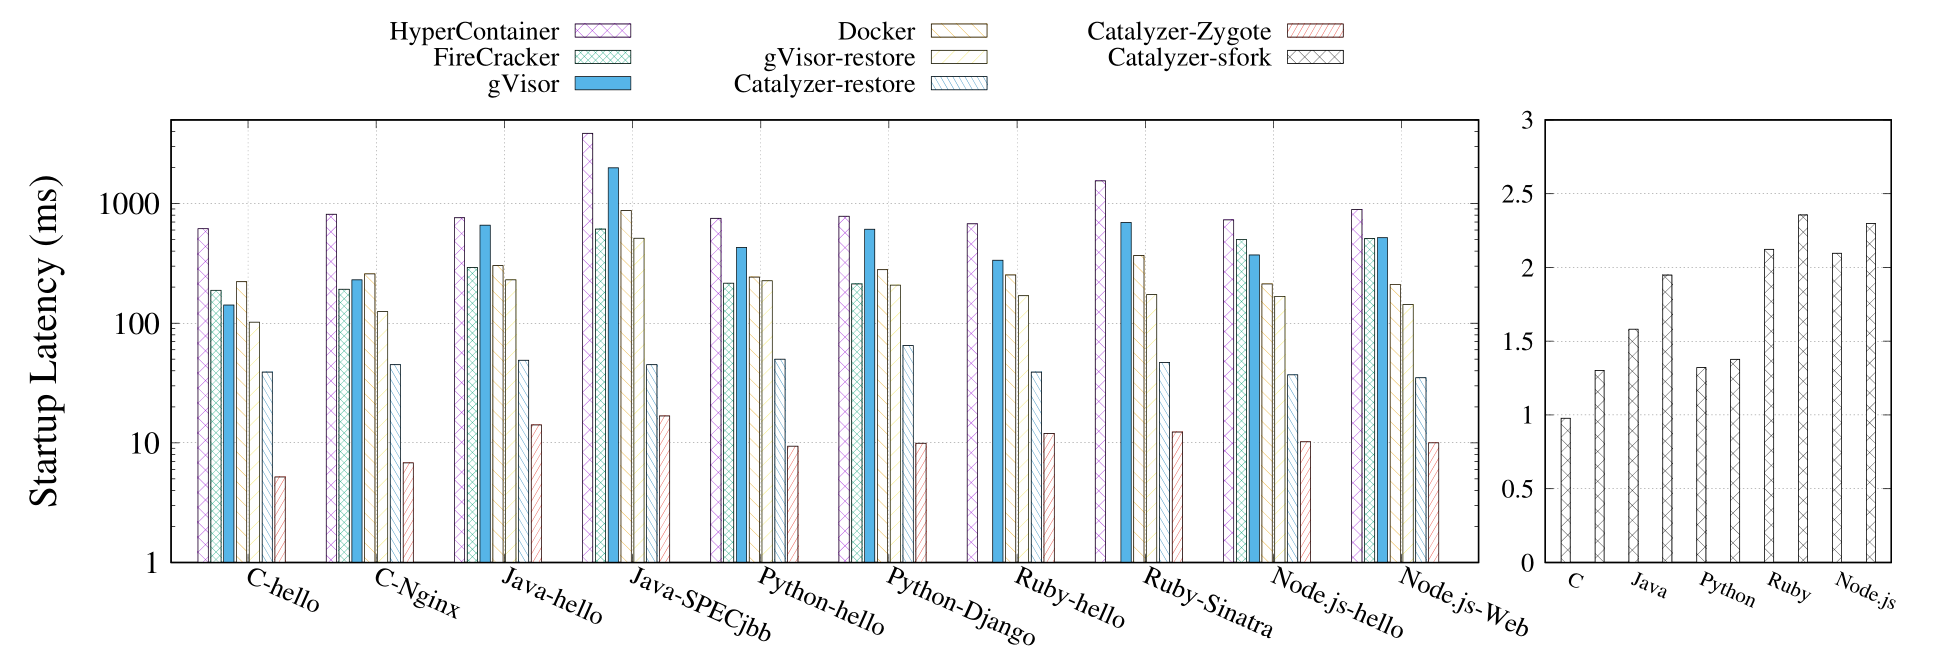 HyperContainer
FireCracker
gVisor
Docker
gVisor-restore
Catalyzer-restore
Catalyzer-Zygote
Catalyzer-sfork
Startup Latency (ms)
1000
100
10
1
C-hello
C-Nginx
Java-hello
Java-SPECjbb
Python-hello
Python-Django
Ruby-hello
Ruby-Sinatra
Node.js-hello
Node.js-Web
3
2.5
2
1.5
1
0.5
0
C
Java
Python
Ruby
Node.js